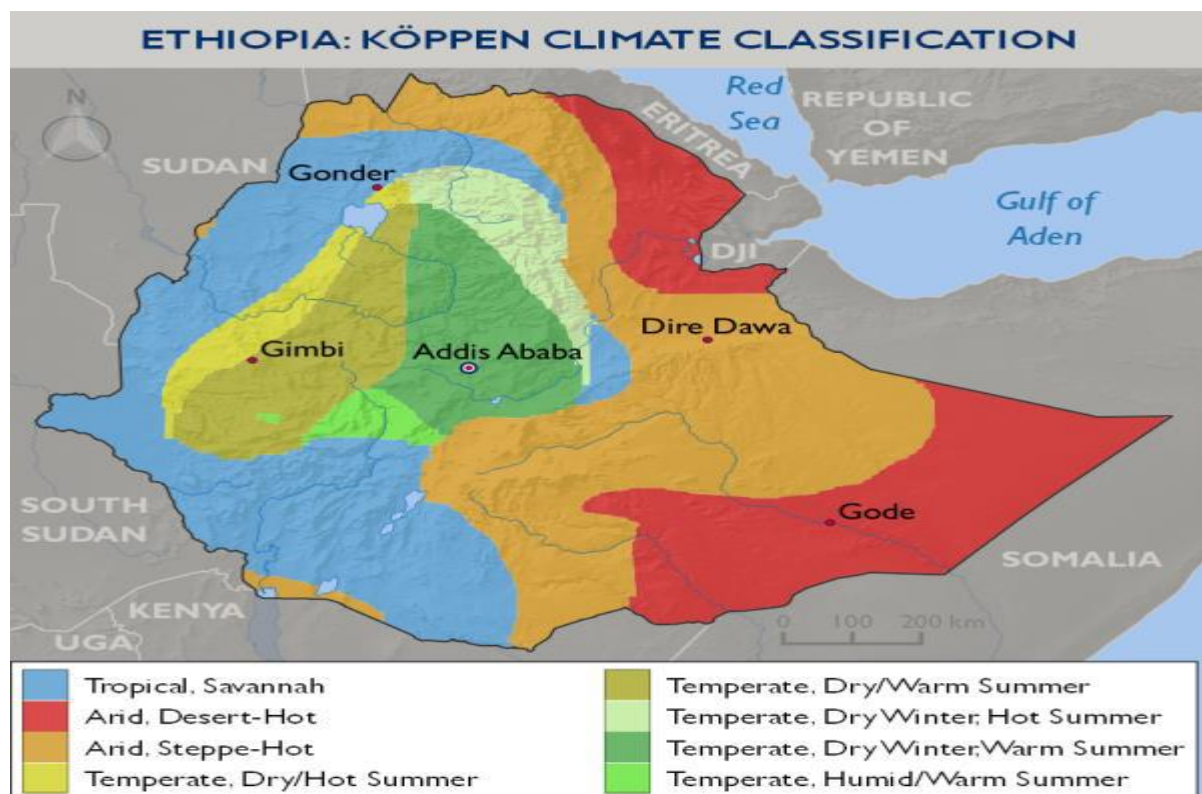 ETHIOPIA: KÖPPEN CLIMATE CLASSIFICATION
N
Red
Sea
REPUBLIC
OF
YEMEN
ERITREA
SUDAN
Gonder
Gulf of
Aden
DJI
Dire Dawa
Gimbi
Addis Ababa
SOUTH
SUDAN
Gode
SOMALIA
KENYA
UGA
0 100 200 km
Tropical, Savannah
Arid, Desert-Hot
Arid, Steppe-Hot
Temperate, Dry/Hot Summer
Temperate, Dry/Warm Summer
Temperate, Dry Winter, Hot Summer
Temperate, Dry Winter, Warm Summer
Temperate, Humid/Warm Summer